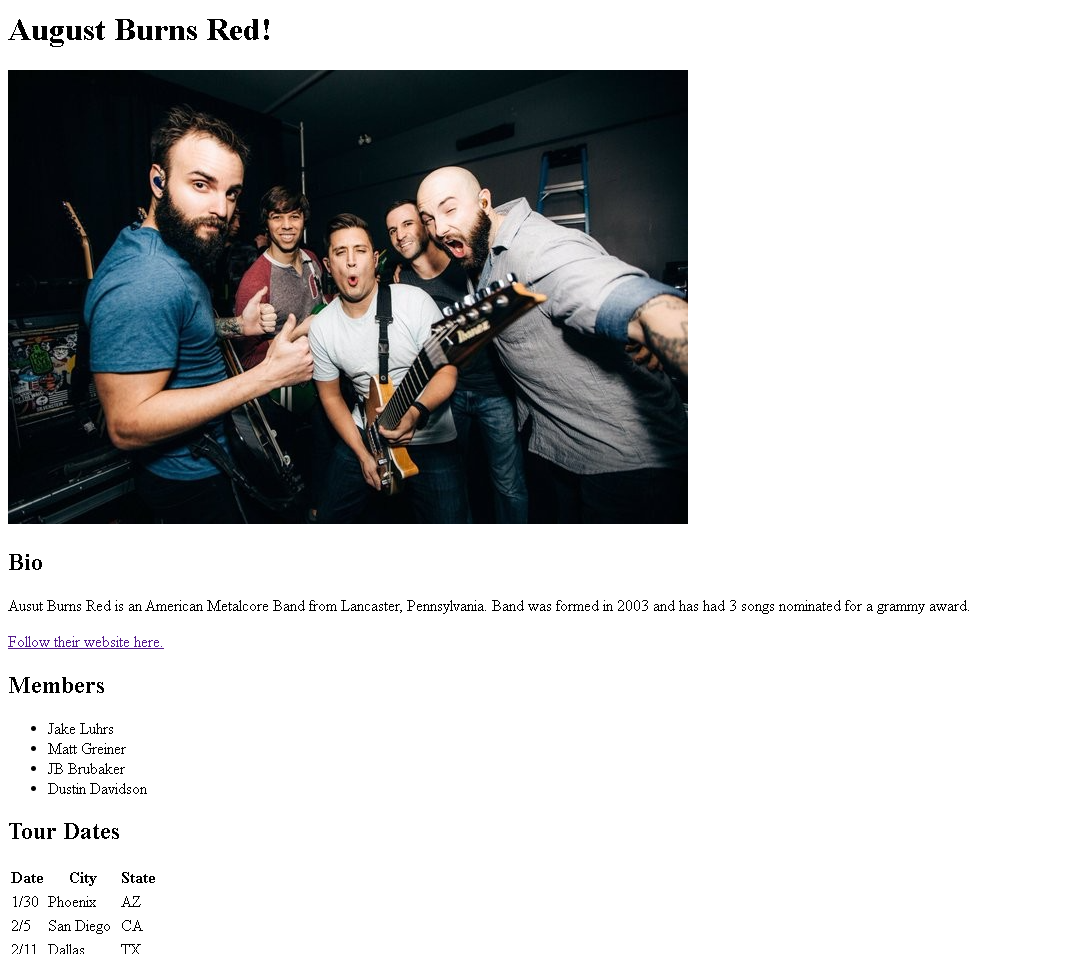 August Burns Red!
Ibanez
Bio
Ausut Burns Red is an American Metalcore Band from Lancaster, Pennsylvania. Band was formed in 2003 and has had 3 songs nominated for a grammy award.
Follow their website here.
Members
Jake Luhrs
Matt Greiner
JB Brubaker
Dustin Davidson
Tour Dates
Date City State
1/30 Phoenix AZ
2/5 San Diego CA
2/11 Dallas TX